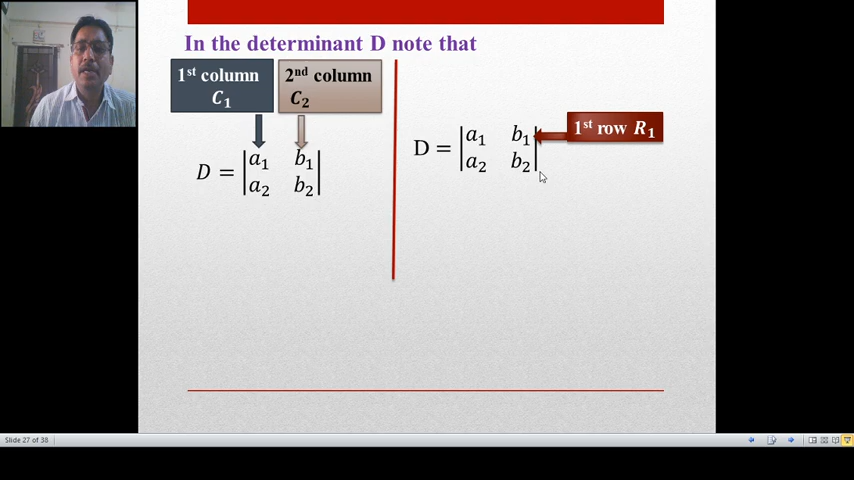 In the determinant D note that
1st column
C₁
2nd column
C₂
D = |a₁ b₁|
|a₂ b₂|
D = |a₁ b₁|
|a₂ b₂|
1st row R₁
Slide 27 of 38